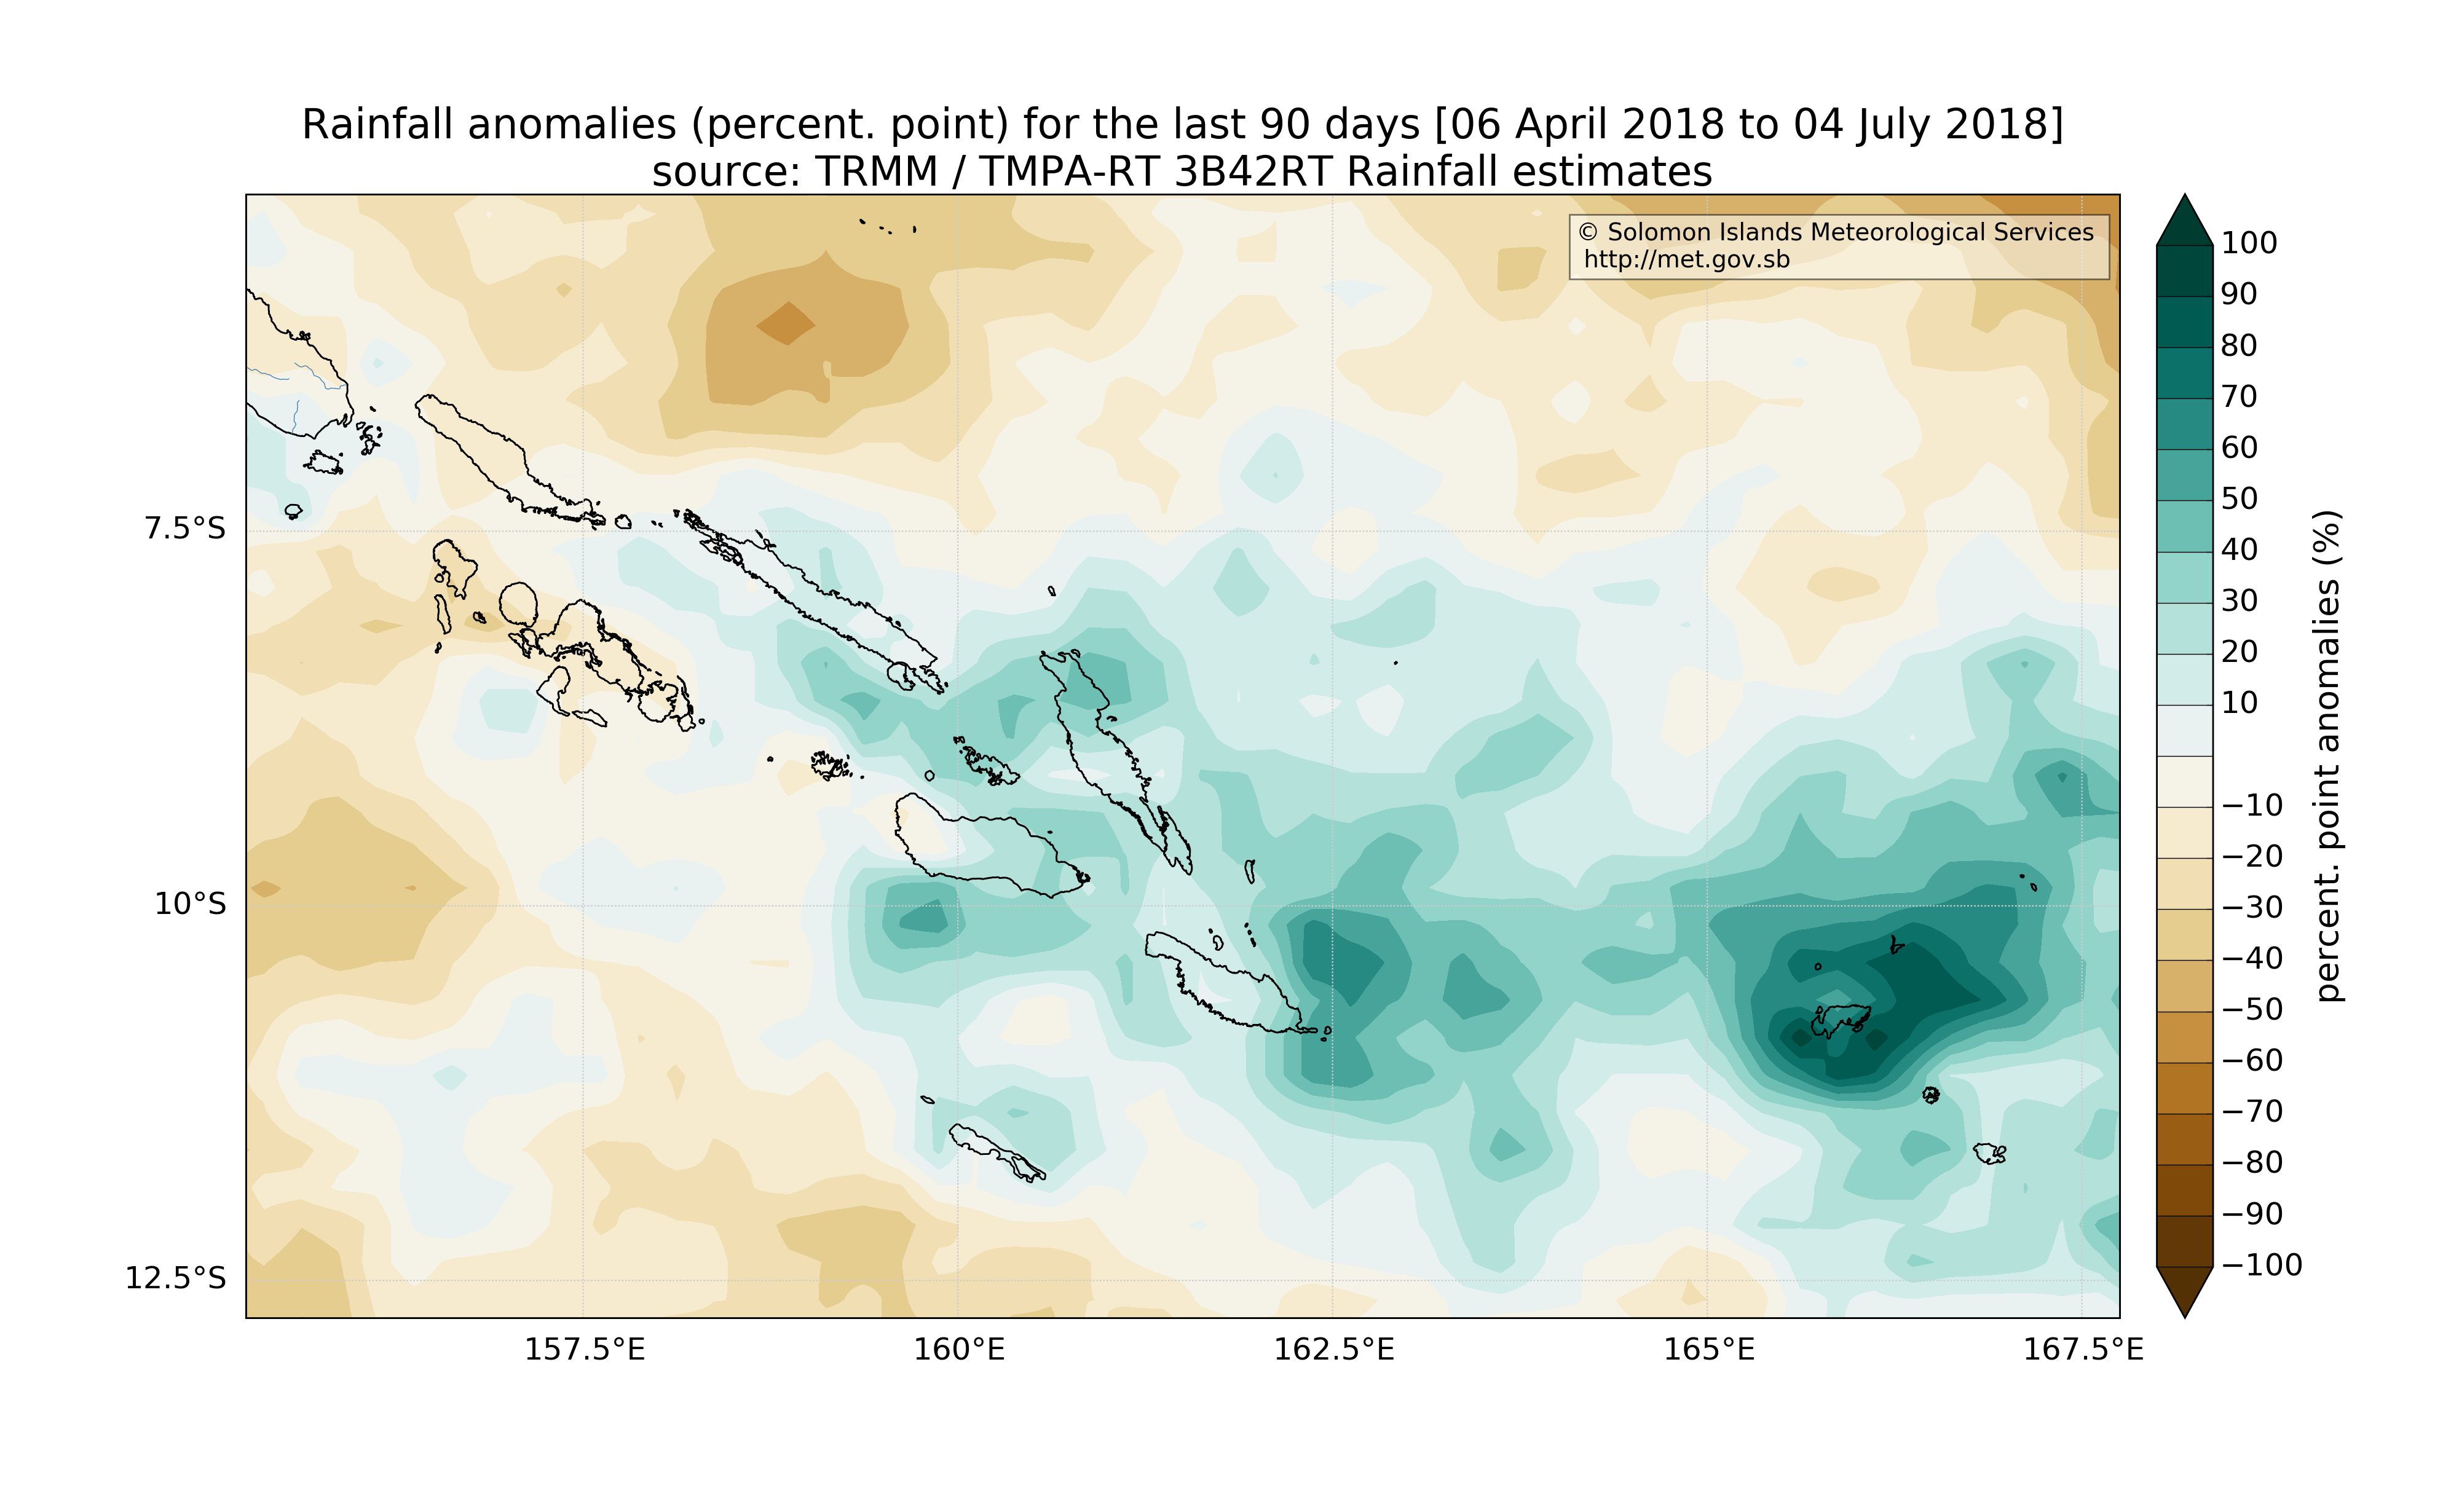 Rainfall anomalies (percent. point) for the last 90 days [06 April 2018 to 04 July 2018]
source: TRMM / TMPA-RT 3B42RT Rainfall estimates
© Solomon Islands Meteorological Services
http://met.gov.sb
7.5°S
10°S
12.5°S
157.5°E
160°E
162.5°E
165°E
167.5°E
100
90
80
70
60
50
40
30
20
10
−10
−20
−30
−40
−50
−60
−70
−80
−90
−100
percent. point anomalies (%)